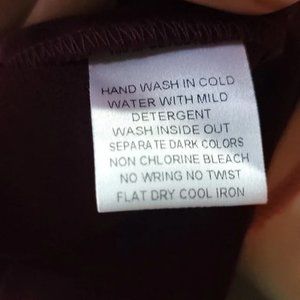 HAND WASH IN COLD
WATER WITH MILD
DETERGENT
WASH INSIDE OUT
SEPARATE DARK COLORS
NON CHLORINE BLEACH
NO WRING NO TWIST
FLAT DRY COOL IRON